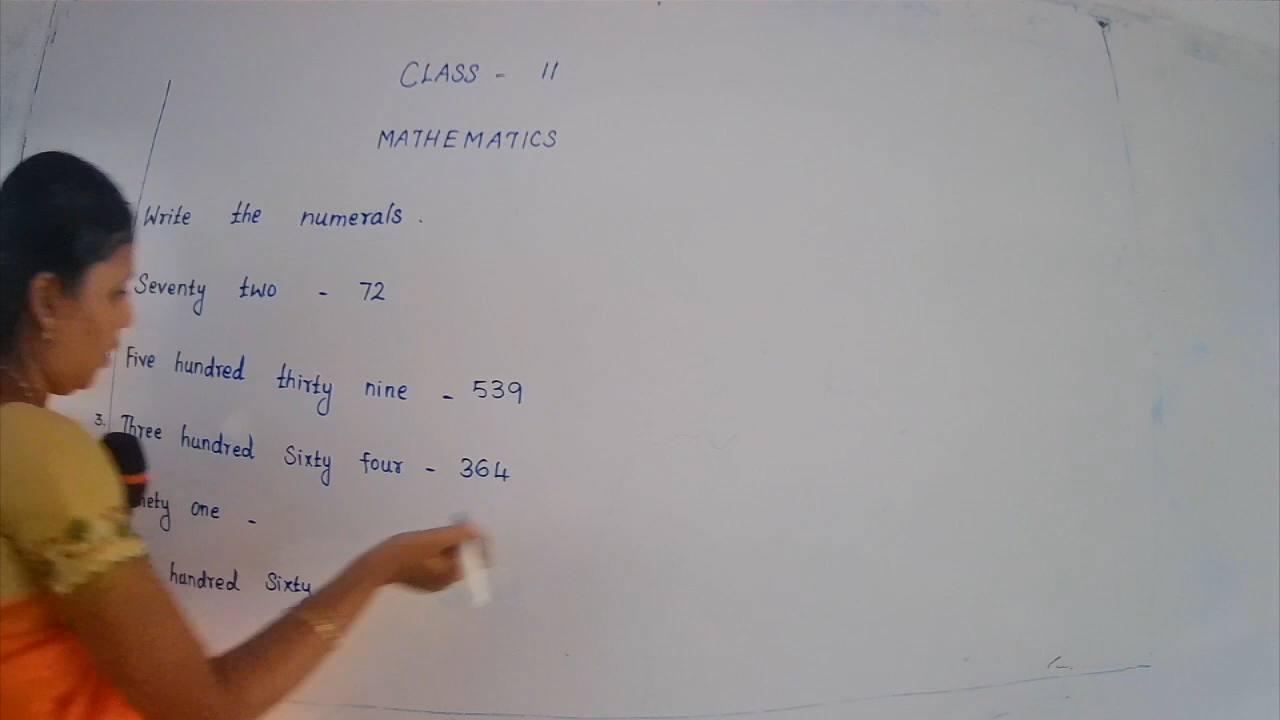 CLASS - II
MATHEMATICS
Write the numerals.
Seventy two - 72
Five hundred thirty nine - 539
3. Three hundred Sixty four - 364
one -
hundred Sixty